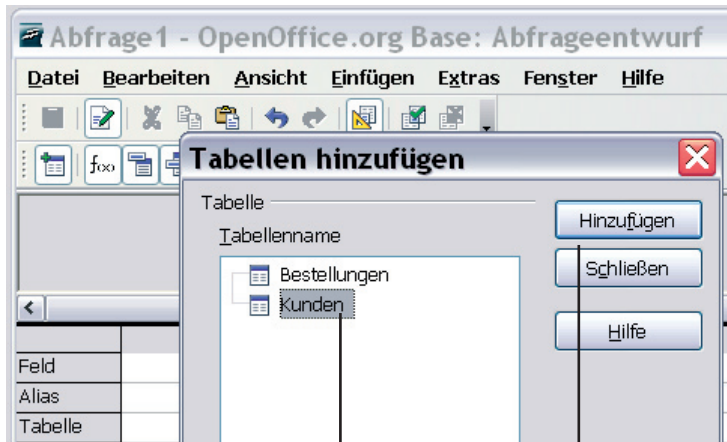 Abfrage1 - OpenOffice.org Base: Abfrageentwurf
Datei Bearbeiten Ansicht Einfügen Extras Fenster Hilfe
f(x)
Tabellen hinzufügen
Tabelle
Tabellenname
Bestellungen
Kunden
Hinzufügen
Schließen
Hilfe
Feld
Alias
Tabelle